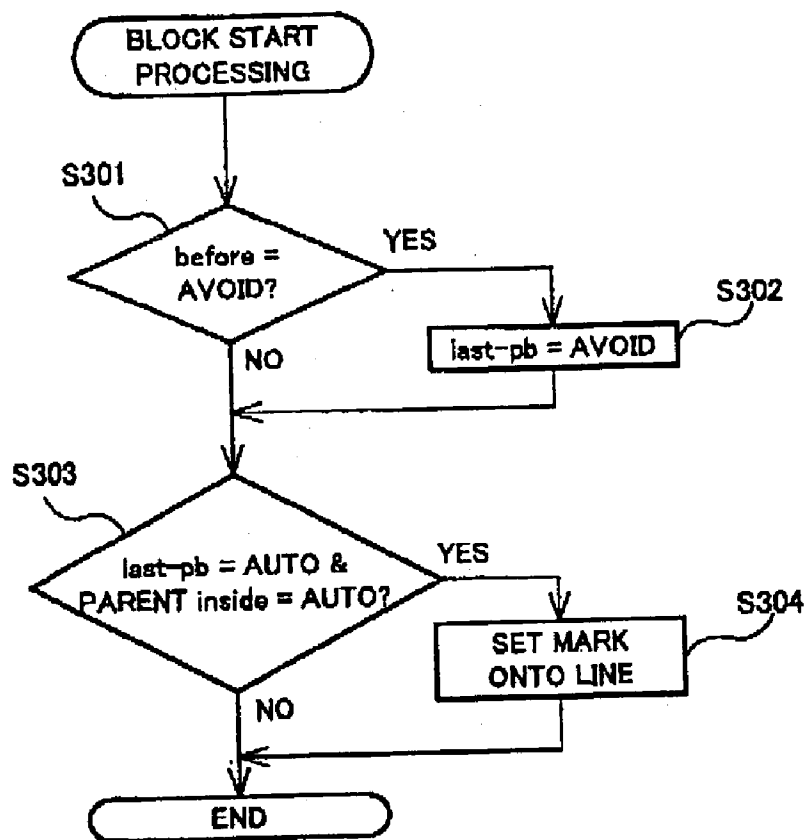 BLOCK START
PROCESSING
S301
before =
AVOID?
YES
S302
last-pb = AVOID
NO
S303
last-pb = AUTO &
PARENT inside = AUTO?
YES
S304
SET MARK
ONTO LINE
NO
END